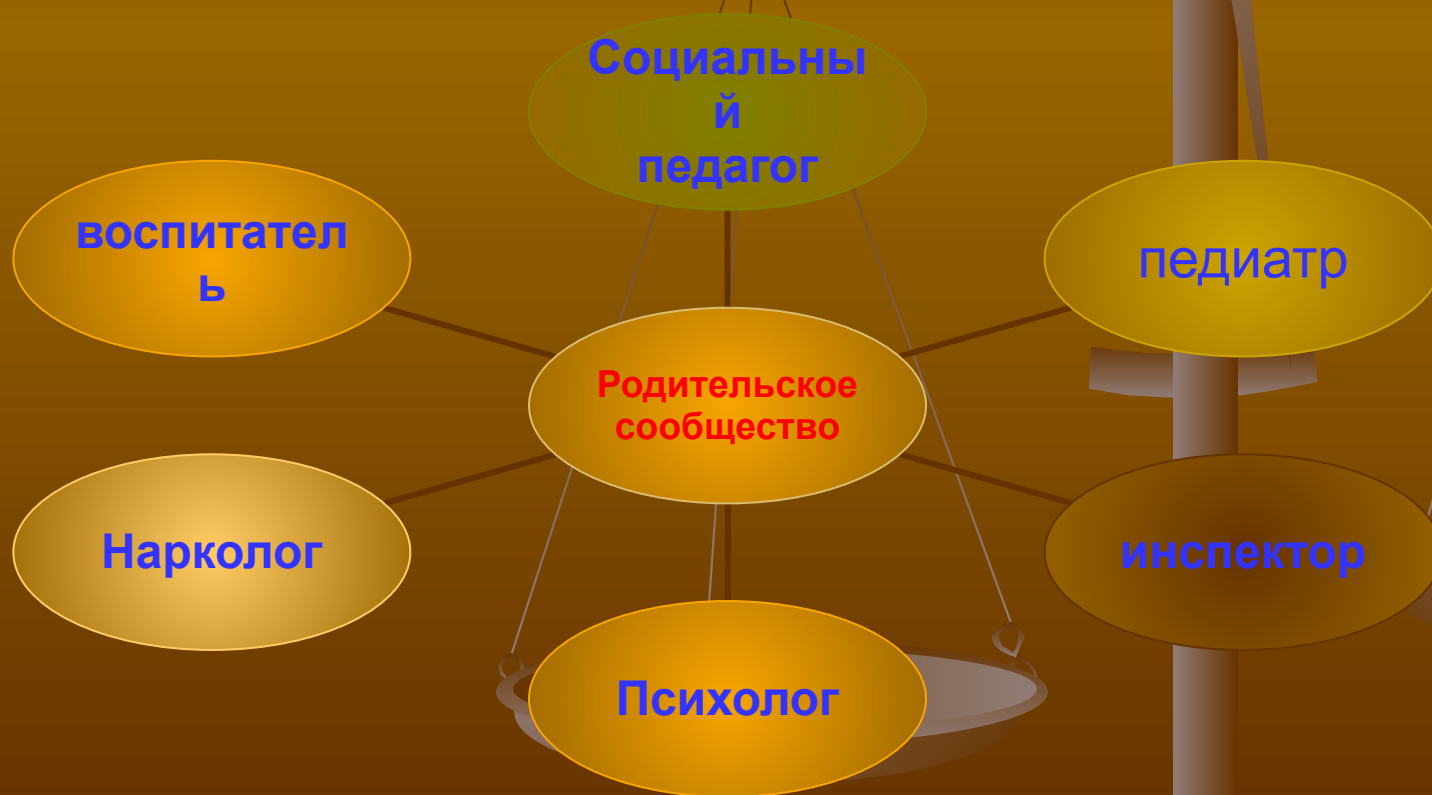 Социальны
й
педагог
воспитател
ь
педиатр
Родительское
сообщество
Нарколог
инспектор
Психолог